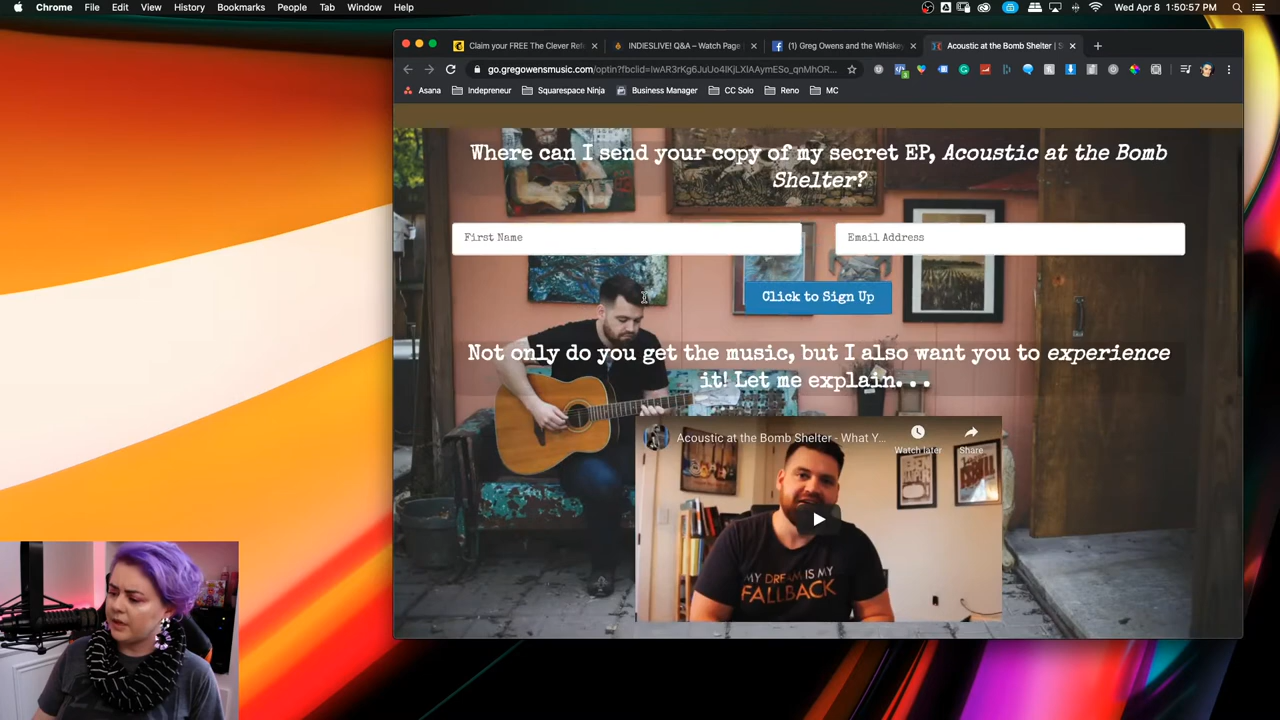 Chrome File Edit View History Bookmarks People Tab Window Help
Wed Apr 8 1:50:57 PM
Claim your FREE The Clever Ref
INDIESLIVE! Q&A – Watch Page
(1) Greg Owens and the Whiskey
Acoustic at the Bomb Shelter | S
go.gregowensmusic.com/optin?fbclid=
Asana Indepreneur Squarespace Ninja Business Manager CC Solo Reno MC
Where can I send your copy of my secret EP, Acoustic at the Bomb
Shelter?
First Name
Email Address
Click to Sign Up
Not only do you get the music, but I also want you to experience
it! Let me explain...
Acoustic at the Bomb Shelter - What Y...
Watch later
Share
MY DREAM IS MY
FALLBACK